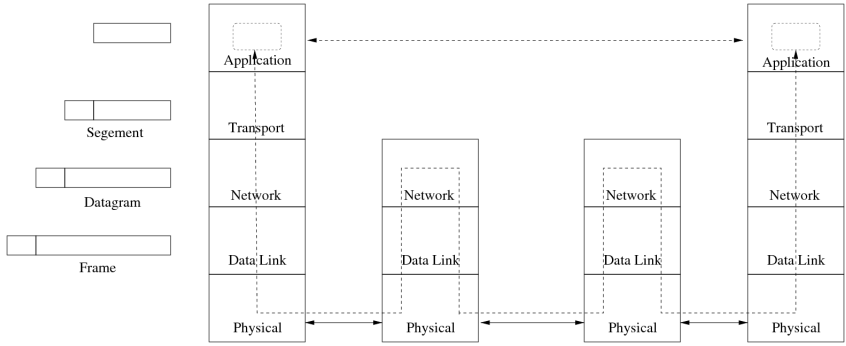 Application
Application
Segement
Transport
Transport
Datagram
Network
Network
Network
Network
Frame
Data Link
Data Link
Data Link
Data Link
Physical
Physical
Physical
Physical